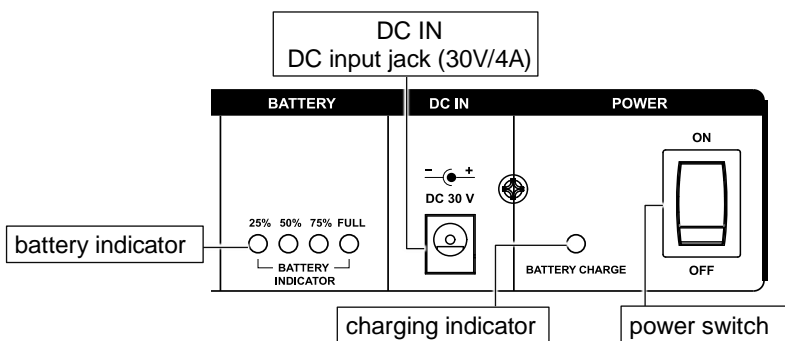 DC IN
DC input jack (30V/4A)
BATTERY
DC IN
POWER
ON
- +
DC 30 V
25% 50% 75% FULL
battery indicator
BATTERY
INDICATOR
BATTERY CHARGE
OFF
charging indicator
power switch